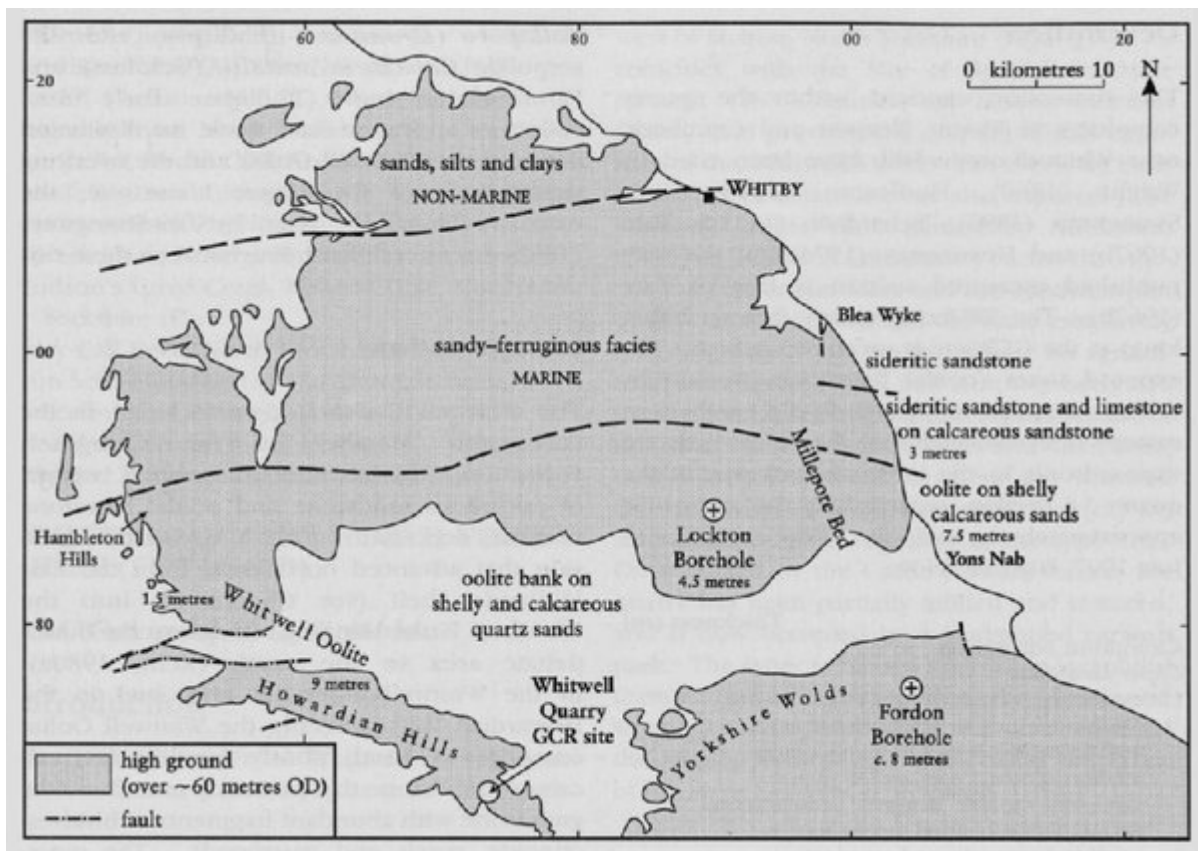 60
80
00
20
20
0 kilometres 10
N
sands, silts and clays
NON-MARINE
WHITBY
Blea Wyke
00
sandy–ferruginous facies
MARINE
sideritic sandstone
sideritic sandstone and limestone
on calcareous sandstone
3 metres
Millepore Bed
oolite on shelly
calcareous sands
7.5 metres
Yons Nab
Hambleton
Hills
Lockton
Borehole
4.5 metres
1.5 metres
Whitwell Oolite
oolite bank on
shelly and calcareous
quartz sands
80
9 metres
Howardian Hills
Whitwell
Quarry
GCR site
Yorkshire Wolds
Fordon
Borehole
c. 8 metres
high ground
(over ~60 metres OD)
fault